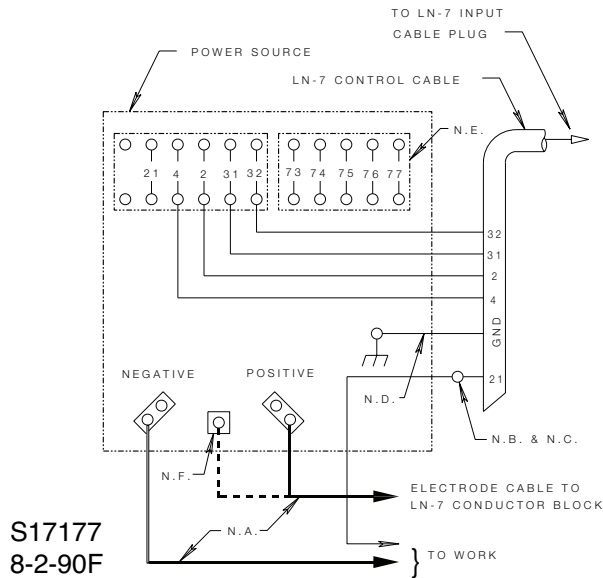 TO LN-7 INPUT
CABLE PLUG
POWER SOURCE
LN-7 CONTROL CABLE
N.E.
21 4 2 31 32 73 74 75 76 77
32
31
2
4
GND
21
NEGATIVE
POSITIVE
N.D.
N.B. & N.C.
N.F.
ELECTRODE CABLE TO
LN-7 CONDUCTOR BLOCK
N.A.
TO WORK
S17177
8-2-90F